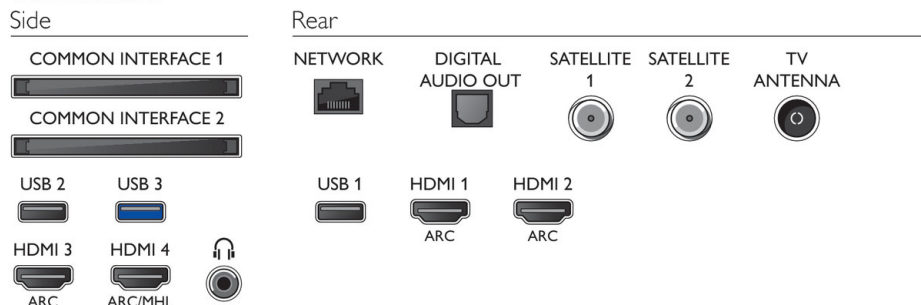 Side
COMMON INTERFACE 1
COMMON INTERFACE 2
USB 2
USB 3
HDMI 3
HDMI 4
ARC
ARC/MHL
Rear
NETWORK
DIGITAL
AUDIO OUT
SATELLITE
1
SATELLITE
2
TV
ANTENNA
USB 1
HDMI 1
HDMI 2
ARC
ARC